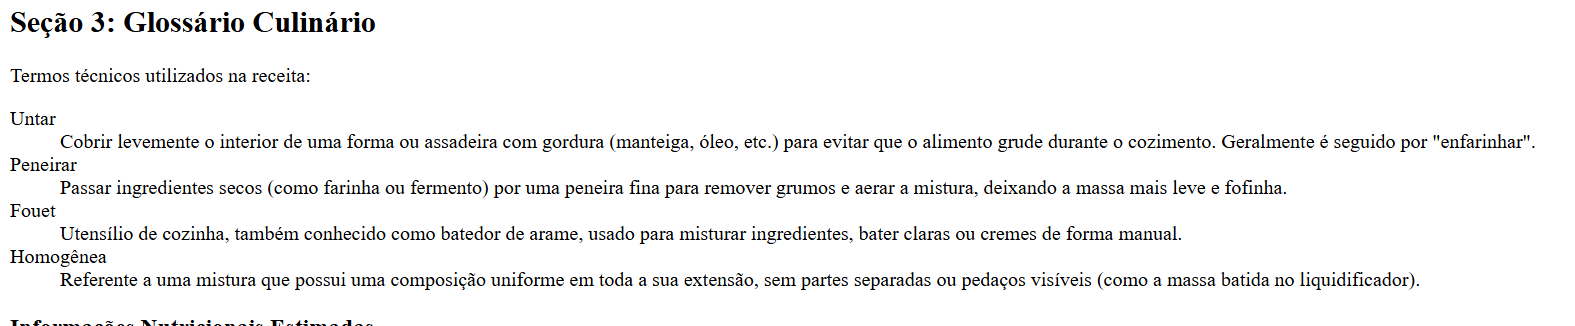 Seção 3: Glossário Culinário
Termos técnicos utilizados na receita:
Untar
Cobrir levemente o interior de uma forma ou assadeira com gordura (manteiga, óleo, etc.) para evitar que o alimento grude durante o cozimento. Geralmente é seguido por "enfarinhar".
Peneirar
Passar ingredientes secos (como farinha ou fermento) por uma peneira fina para remover grumos e aerar a mistura, deixando a massa mais leve e fofinha.
Fouet
Utensílio de cozinha, também conhecido como batedor de arame, usado para misturar ingredientes, bater claras ou cremes de forma manual.
Homogênea
Referente a uma mistura que possui uma composição uniforme em toda a sua extensão, sem partes separadas ou pedaços visíveis (como a massa batida no liquidificador).
Informações Nutricionais Estimadas